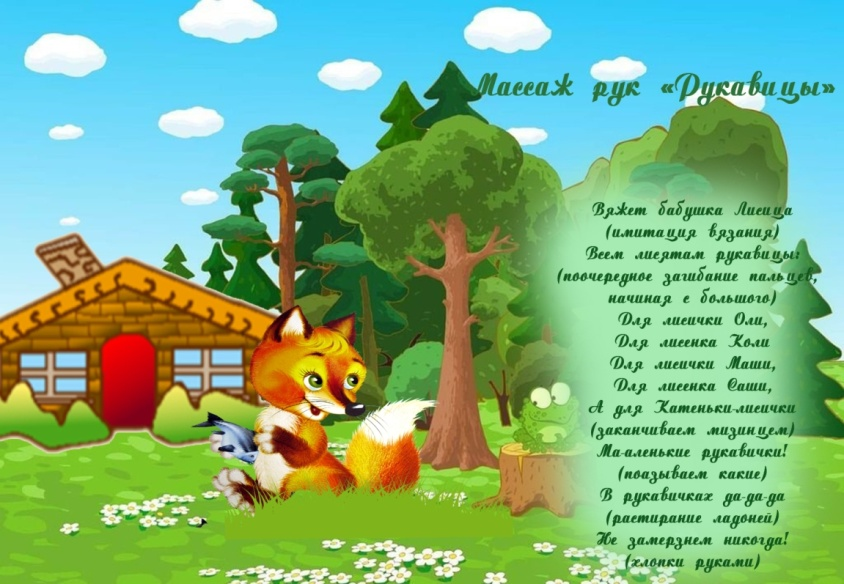 Массаж рук «Рукавицы»
Вяжет бабушка Лисица
(имитация вязания)
Всем лисятам рукавицы:
(поочередное загибание пальцев,
начиная с большого)
Для лисички Оли,
Для лисенка Коли
Для лисички Маши,
Для лисенка Саши,
А для Катеньки-лисички
(заканчиваем мизинцем)
Ма-аленькие рукавички!
(поазываем какие)
В рукавичках да-да-да
(растирание ладоней)
Не замерзнем никогда!
(хлопки руками)